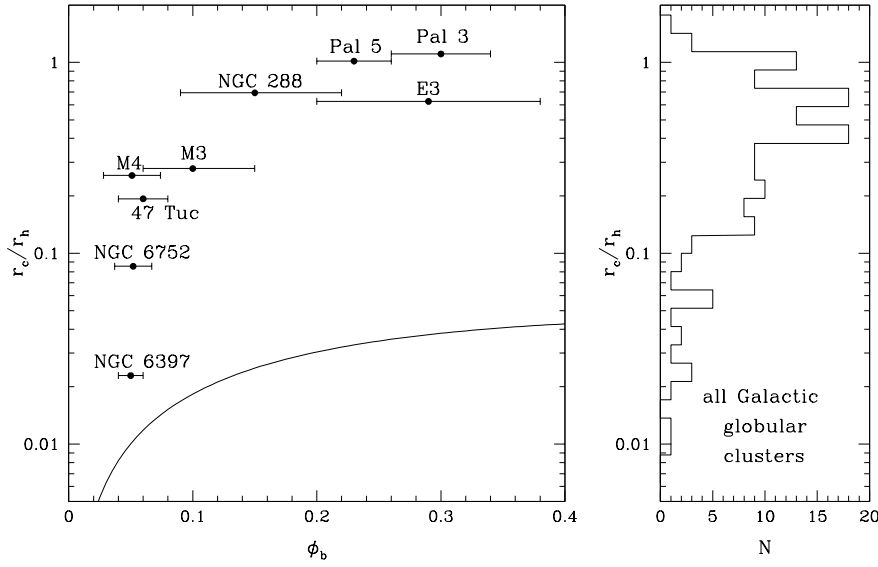 Pal 3
Pal 5
1
NGC 288
E3
M3
M4
47 Tuc
r_c/r_h
0.1
NGC 6752
NGC 6397
0.01
0 0.1 0.2 0.3 0.4
ϕ_b
1
r_c/r_h
0.1
all Galactic
globular
clusters
0.01
0 5 10 15 20
N